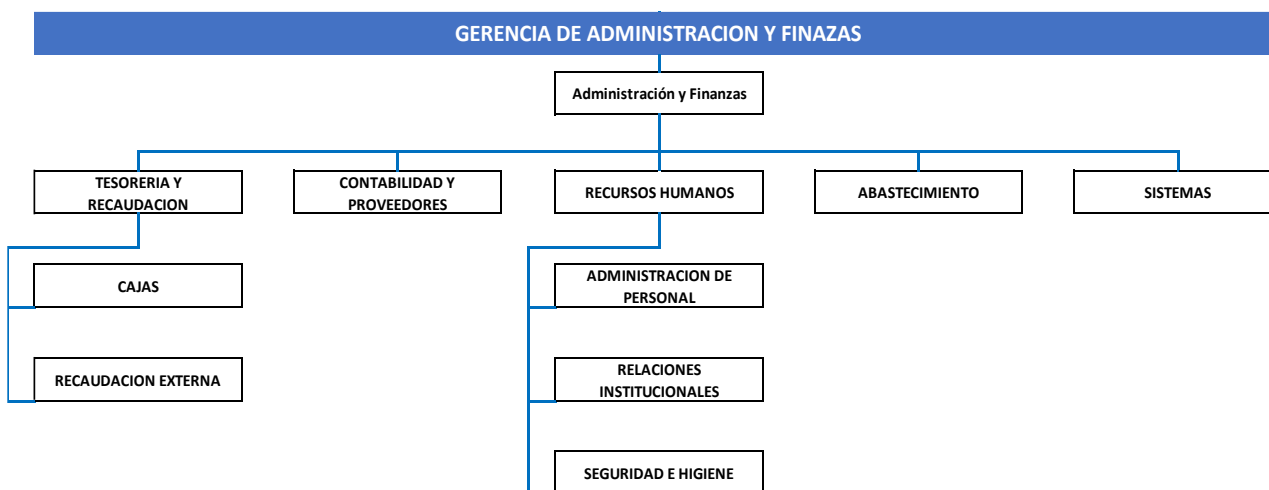 GERENCIA DE ADMINISTRACION Y FINAZAS
Administración y Finanzas
TESORERIA Y
RECAUDACION
CONTABILIDAD Y
PROVEEDORES
RECURSOS HUMANOS
ABASTECIMIENTO
SISTEMAS
CAJAS
ADMINISTRACION DE
PERSONAL
RECAUDACION EXTERNA
RELACIONES
INSTITUCIONALES
SEGURIDAD E HIGIENE